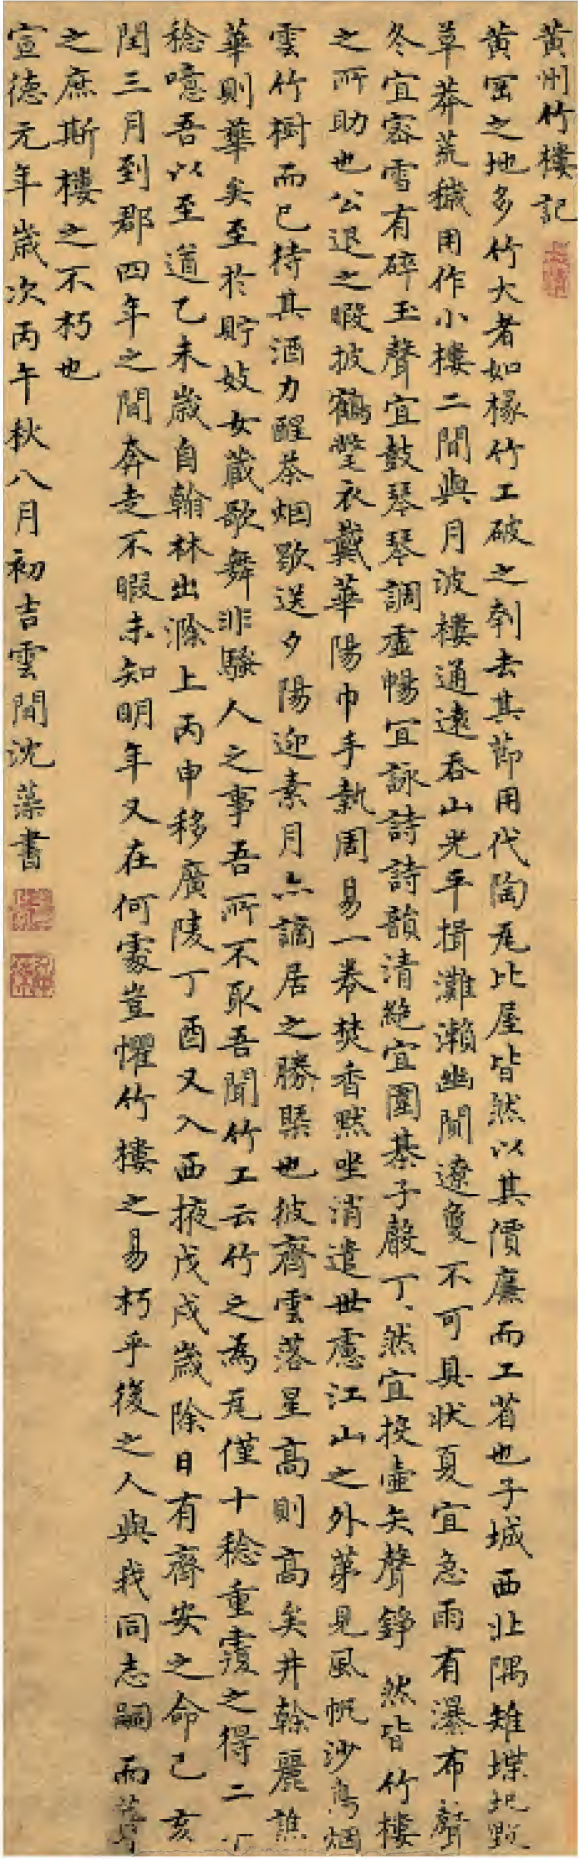 黄州竹樓記
黄岡之地多竹大者如椽竹工破之刳去其節用代陶瓦比屋皆然以其價廉而工省也子城西北隅雉堞圮毀
草莽荒穢用作小樓二間與月波樓通遠吞山光平挹灘瀨幽闃遼敻不可具狀夏宜急雨有瀑布聲
冬宜密雪有碎玉聲宜鼓琴琴調虛暢宜詠詩詩韻清絶宜圍棊子聲丁丶然宜投壺矢聲錚然皆竹樓
之所助也公退之暇披鶴氅衣戴華陽巾手執周易一卷焚香默坐消遣世慮江山之外第見風帆沙鳥烟
雲竹樹而已待其酒力醒茶烟歇送夕陽迎素月亦謫居之勝槩也彼齊雲落星高則高矣井榦麗譙
華則華矣至於貯妓女藏歌舞非騷人之事吾所不取吾聞竹工云竹之為瓦僅十稔重覆之得二十
稔噫吾以至道乙未歲自翰林出滁上丙申移廣陵丁酉又入西掖戊戌歲除日有齊安之命己亥
閏三月到郡四年之間奔走不暇未知明年又在何處豈懼竹樓之易朽乎後之人與我同志嗣而葺
之庶斯樓之不朽也
宣德元年歲次丙午秋八月初吉雲間沈藻書